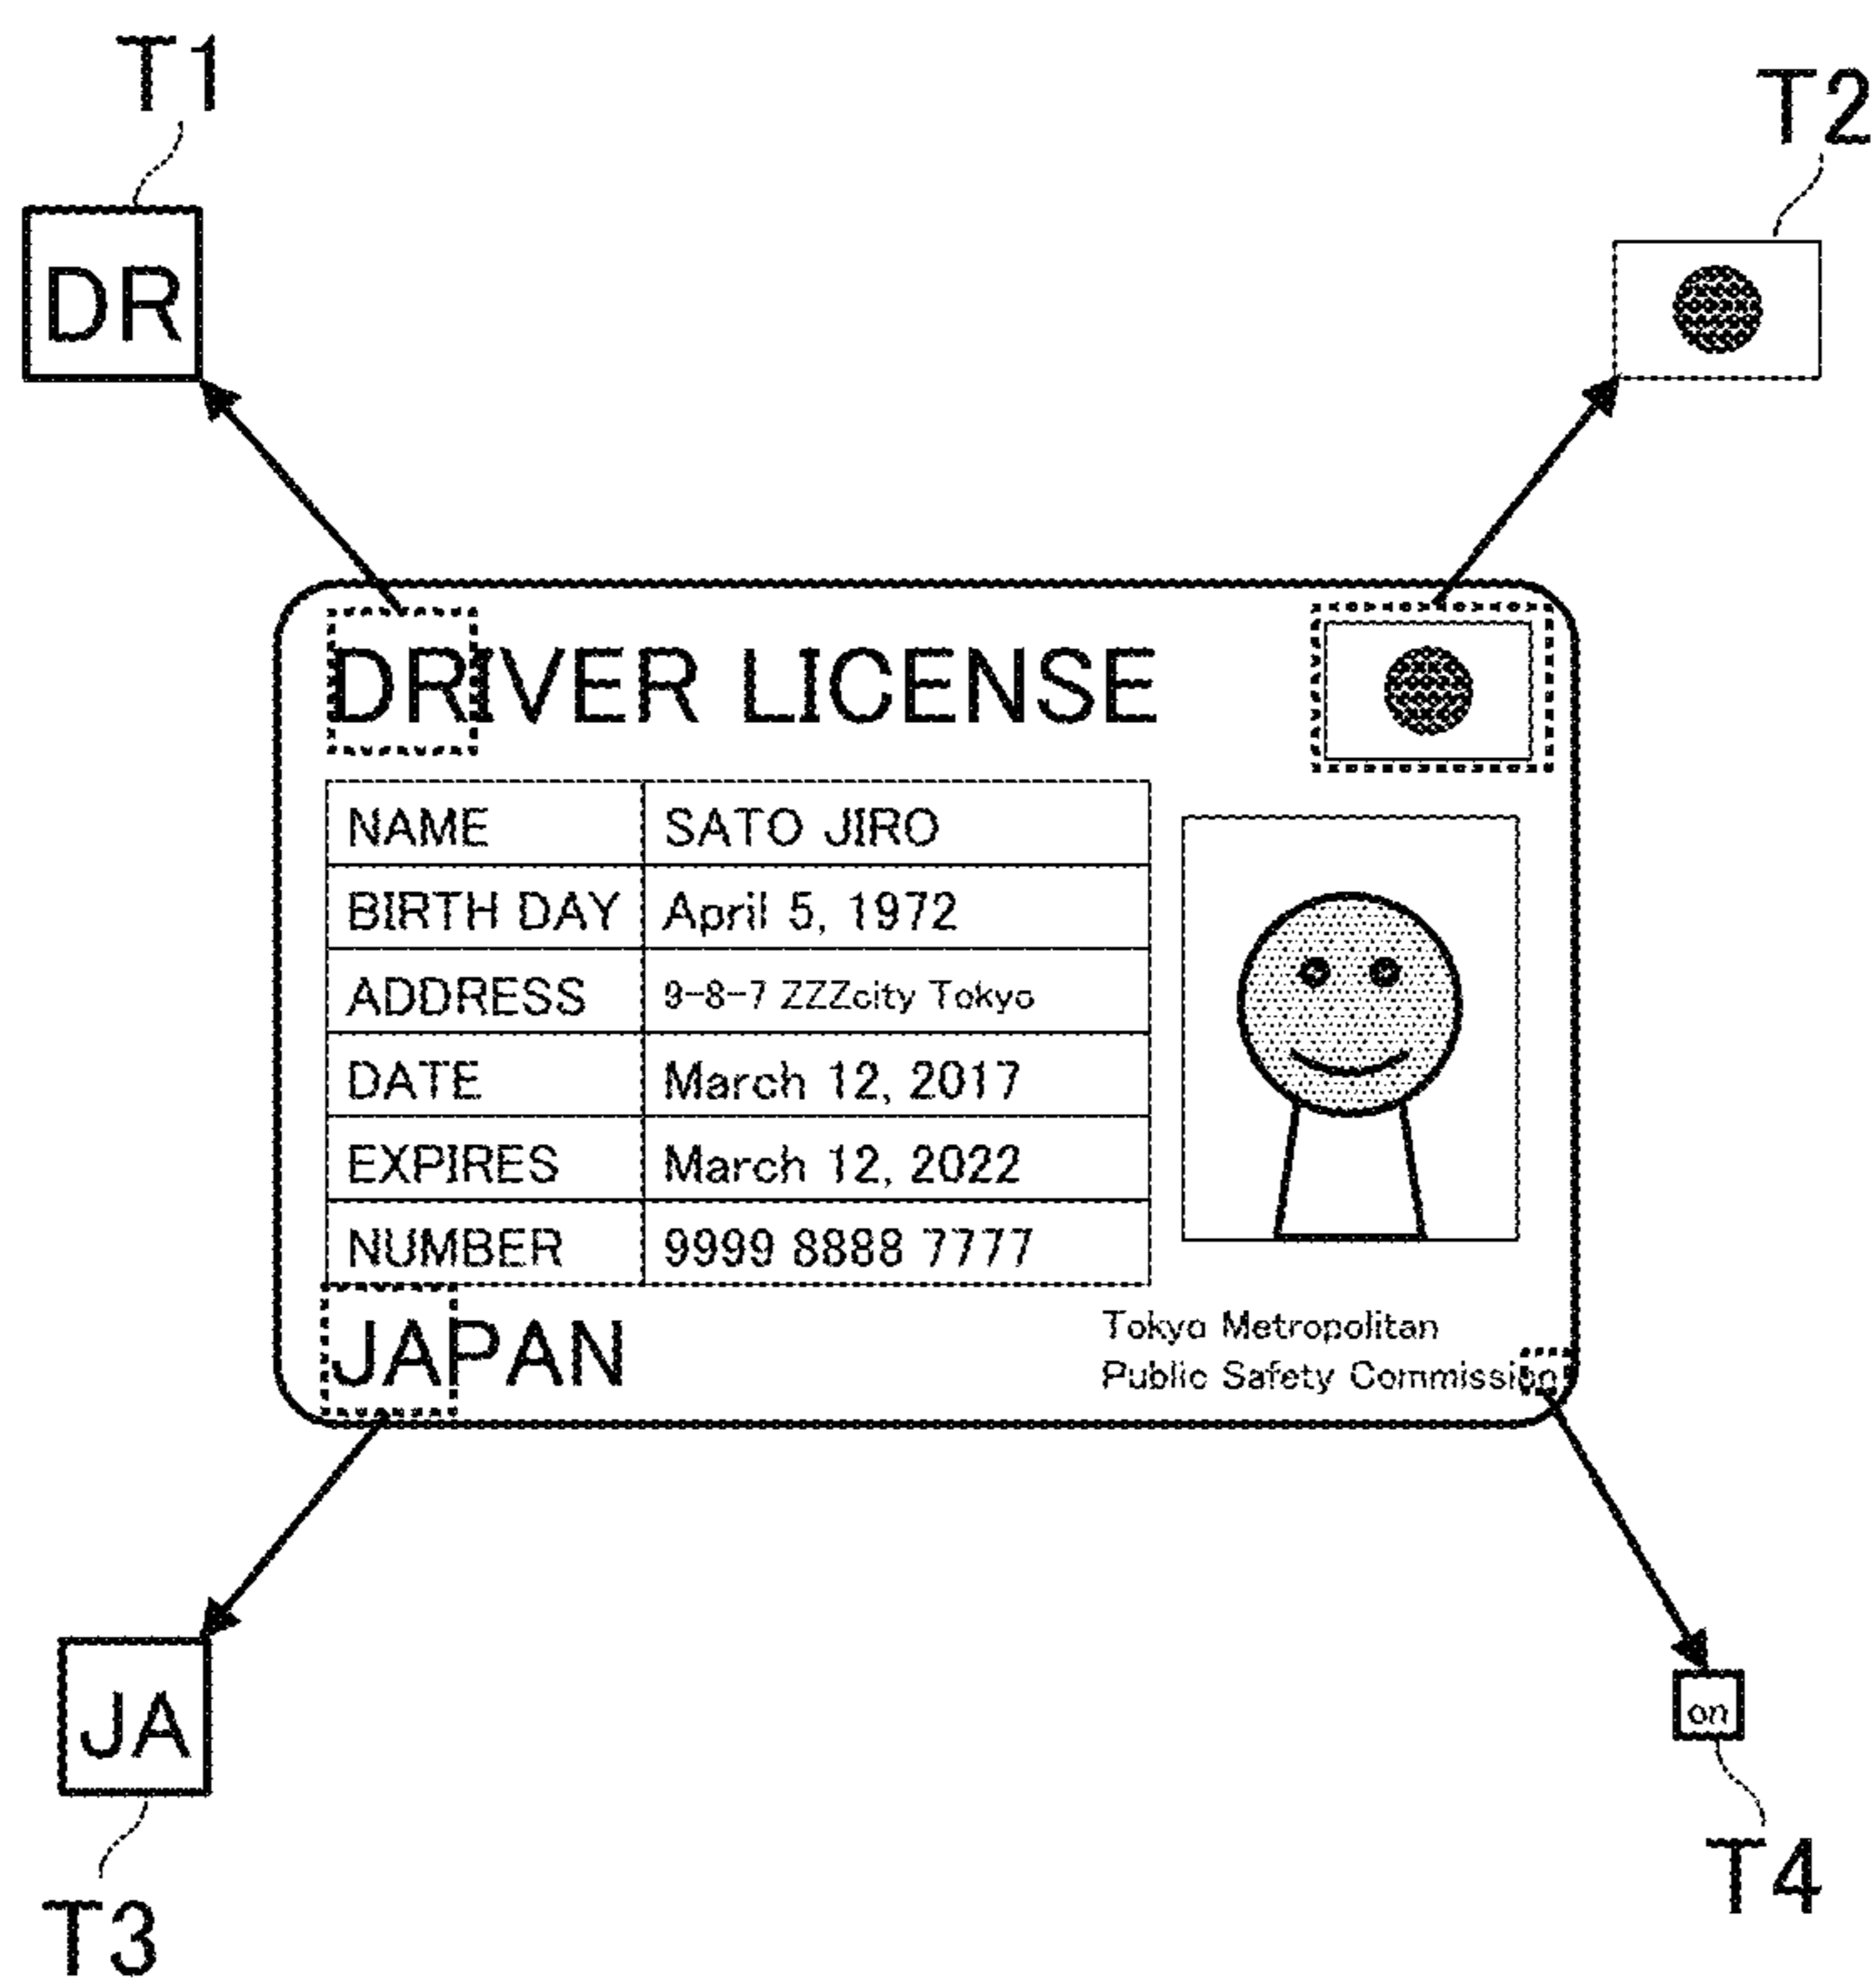 T1
T2
DR
DRIVER LICENSE
NAME SATO JIRO
BIRTH DAY April 5, 1972
ADDRESS 9-8-7 ZZZcity Tokyo
DATE March 12, 2017
EXPIRES March 12, 2022
NUMBER 9999 8888 7777
JAPAN
Tokyo Metropolitan
Public Safety Commission
JA
on
T3
T4